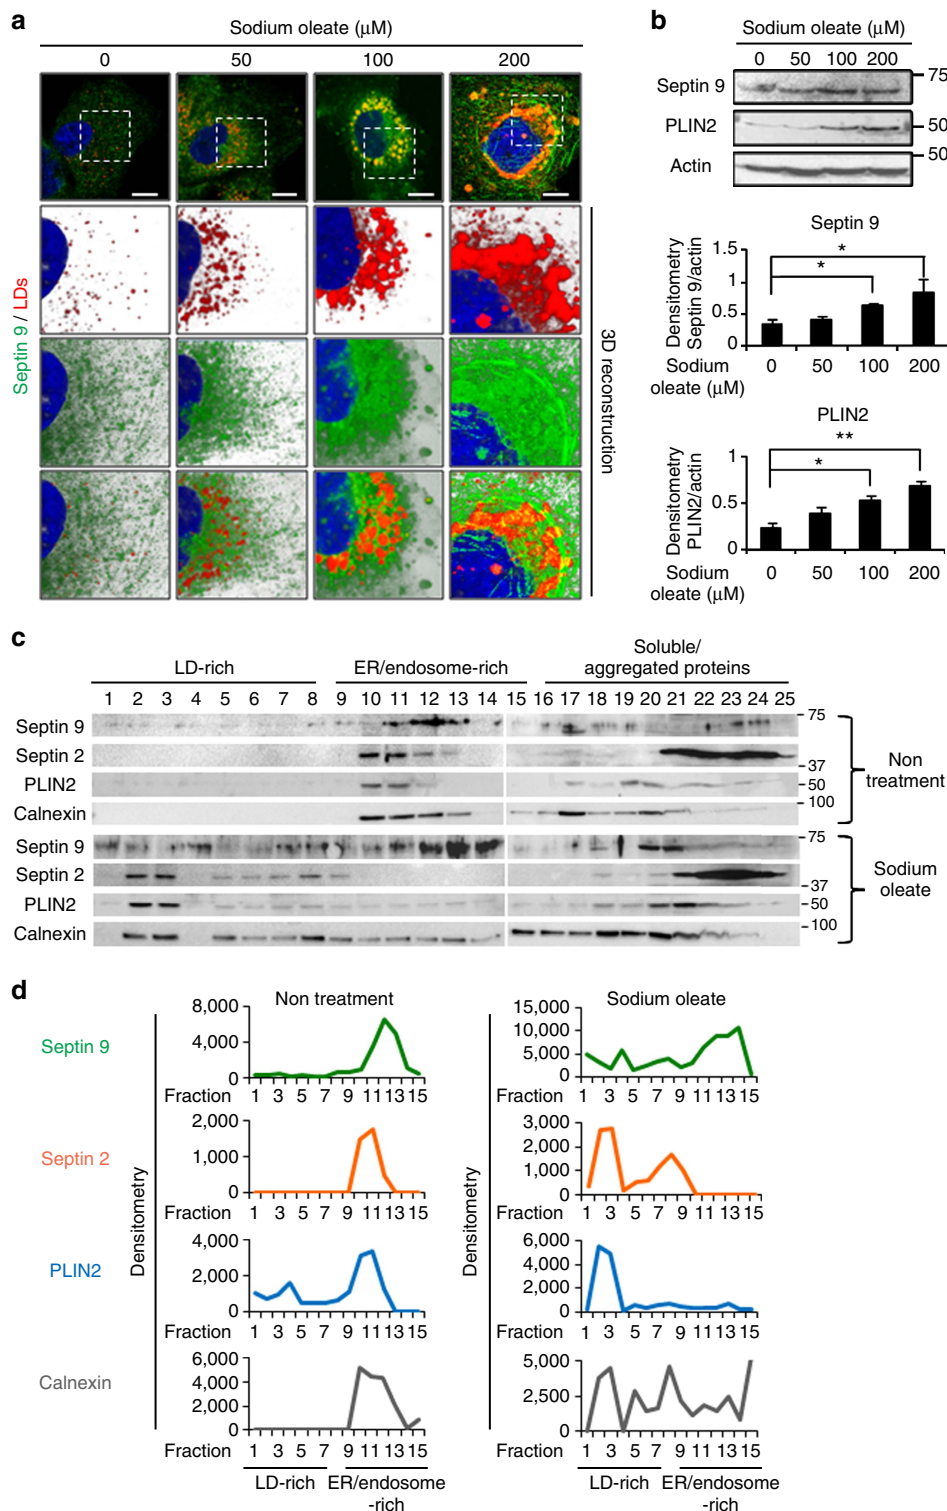 a
Sodium oleate (µM)
0 50 100 200
Septin 9 / LDs
3D reconstruction
b
Sodium oleate (µM)
0 50 100 200
Septin 9
75
PLIN2
50
50
Actin
Septin 9
Densitometry
Septin 9/actin
1.5
1
0.5
0
*
*
Sodium
oleate (µM)
0 50 100 200
PLIN2
Densitometry
PLIN2/actin
1
0.5
0
**
*
Sodium
oleate (µM)
0 50 100 200
c
LD-rich
ER/endosome-rich
Soluble/
aggregated proteins
1 2 3 4 5 6 7 8 9 10 11 12 13 14 15 16 17 18 19 20 21 22 23 24 25
Septin 9
75
Septin 2
37
PLIN2
50
Calnexin
100
Non
treatment
Septin 9
75
Septin 2
37
PLIN2
50
Calnexin
100
Sodium
oleate
d
Non treatment
Sodium oleate
Densitometry
Densitometry
Septin 9
8,000
4,000
0
Fraction 1 3 5 7 9 11 13 15
15,000
10,000
5,000
0
Fraction 1 3 5 7 9 11 13 15
Septin 2
2,000
1,000
0
Fraction 1 3 5 7 9 11 13 15
3,000
2,000
1,000
0
Fraction 1 3 5 7 9 11 13 15
PLIN2
4,000
2,000
0
Fraction 1 3 5 7 9 11 13 15
6,000
4,000
2,000
0
Fraction 1 3 5 7 9 11 13 15
Calnexin
6,000
4,000
2,000
0
Fraction 1 3 5 7 9 11 13 15
5,000
2,500
0
Fraction 1 3 5 7 9 11 13 15
LD-rich
ER/endosome
-rich
LD-rich
ER/endosome
-rich